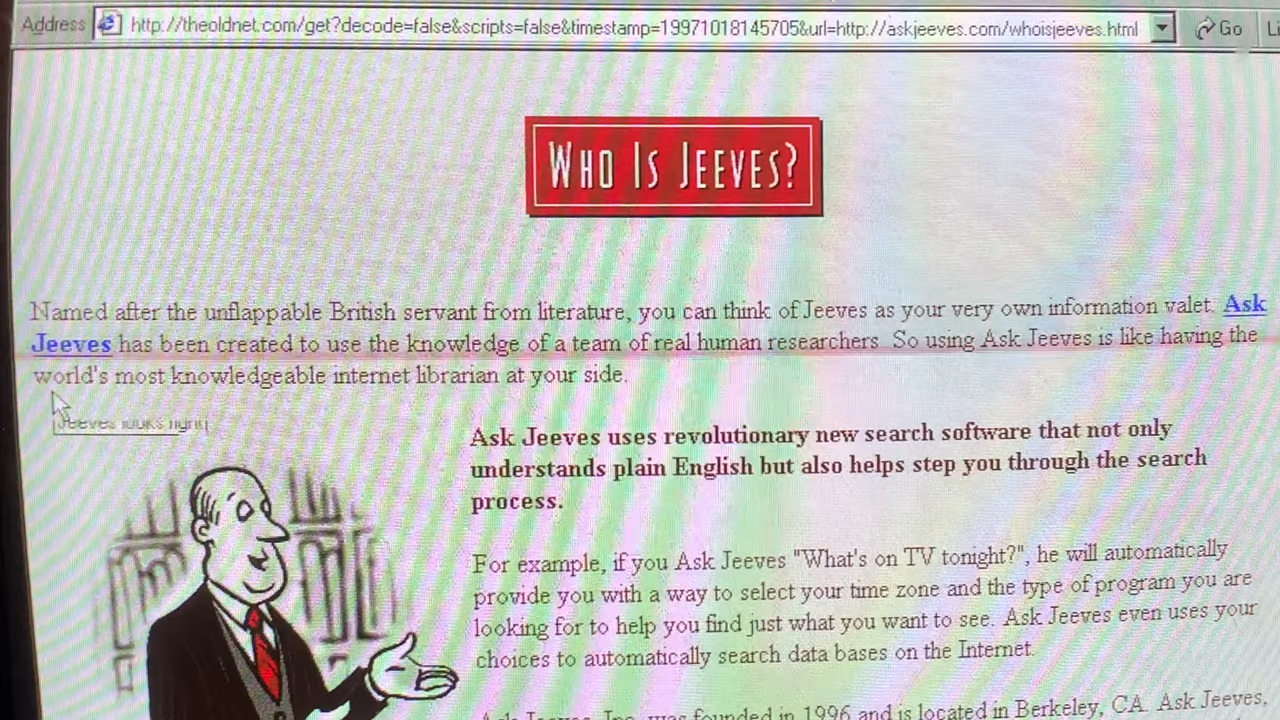 Address http://theoldnet.com/get?decode=false&scripts=false&timestamp=19971018145705&url=http://askjeeves.com/whoisjeeves.html Go Li
WHO IS JEEVES?
Named after the unflappable British servant from literature, you can think of Jeeves as your very own information valet. Ask
Jeeves has been created to use the knowledge of a team of real human researchers. So using Ask Jeeves is like having the
world's most knowledgeable internet librarian at your side.
Jeeves looks right
Ask Jeeves uses revolutionary new search software that not only
understands plain English but also helps step you through the search
process.
For example, if you Ask Jeeves "What's on TV tonight?", he will automatically
provide you with a way to select your time zone and the type of program you are
looking for to help you find just what you want to see. Ask Jeeves even uses your
choices to automatically search data bases on the Internet.
Ask Jeeves, Inc. was founded in 1996 and is located in Berkeley, CA. Ask Jeeves,